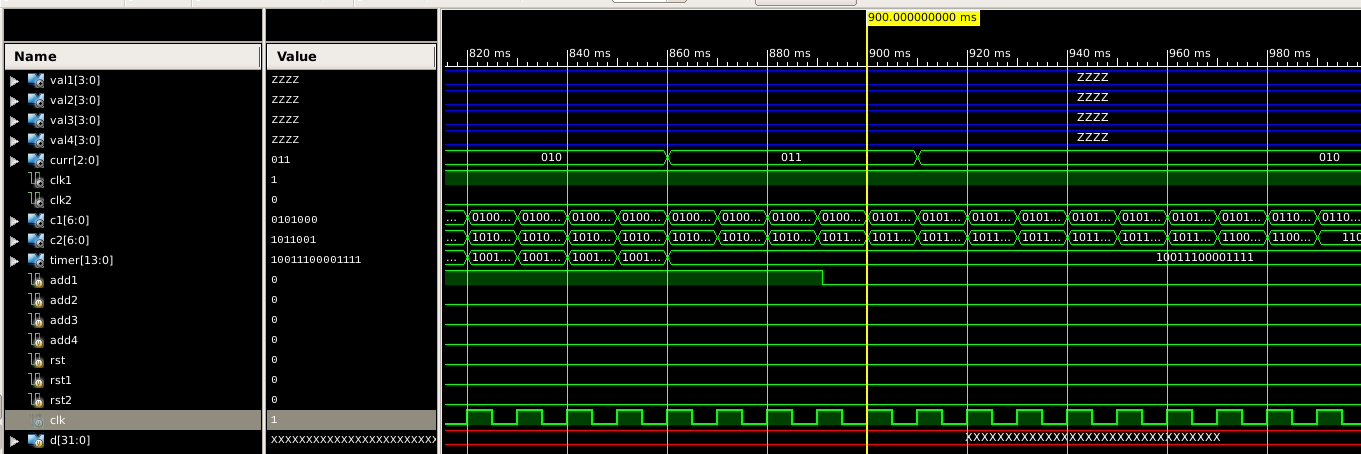 900.000000000 ms
Name Value 820 ms 840 ms 860 ms 880 ms 900 ms 920 ms 940 ms 960 ms 980 ms
val1[3:0] ZZZZ ZZZZ
val2[3:0] ZZZZ ZZZZ
val3[3:0] ZZZZ ZZZZ
val4[3:0] ZZZZ ZZZZ
curr[2:0] 011 010 011 010
clk1 1
clk2 0
c1[6:0] 0101000 ... 0100... 0100... 0100... 0100... 0100... 0100... 0100... 0100... 0101... 0101... 0101... 0101... 0101... 0101... 0101... 0101... 0110... 0110...
c2[6:0] 1011001 ... 1010... 1010... 1010... 1010... 1010... 1010... 1010... 1011... 1011... 1011... 1011... 1011... 1011... 1011... 1011... 1100... 1100... 110
timer[13:0] 10011100001111 ... 1001... 1001... 1001... 1001... 10011100001111
add1 0
add2 0
add3 0
add4 0
rst 0
rst1 0
rst2 0
clk 1
d[31:0] XXXXXXXXXXXXXXXXXXXXXXXX XXXXXXXXXXXXXXXXXXXXXXXXXXXXXXXX